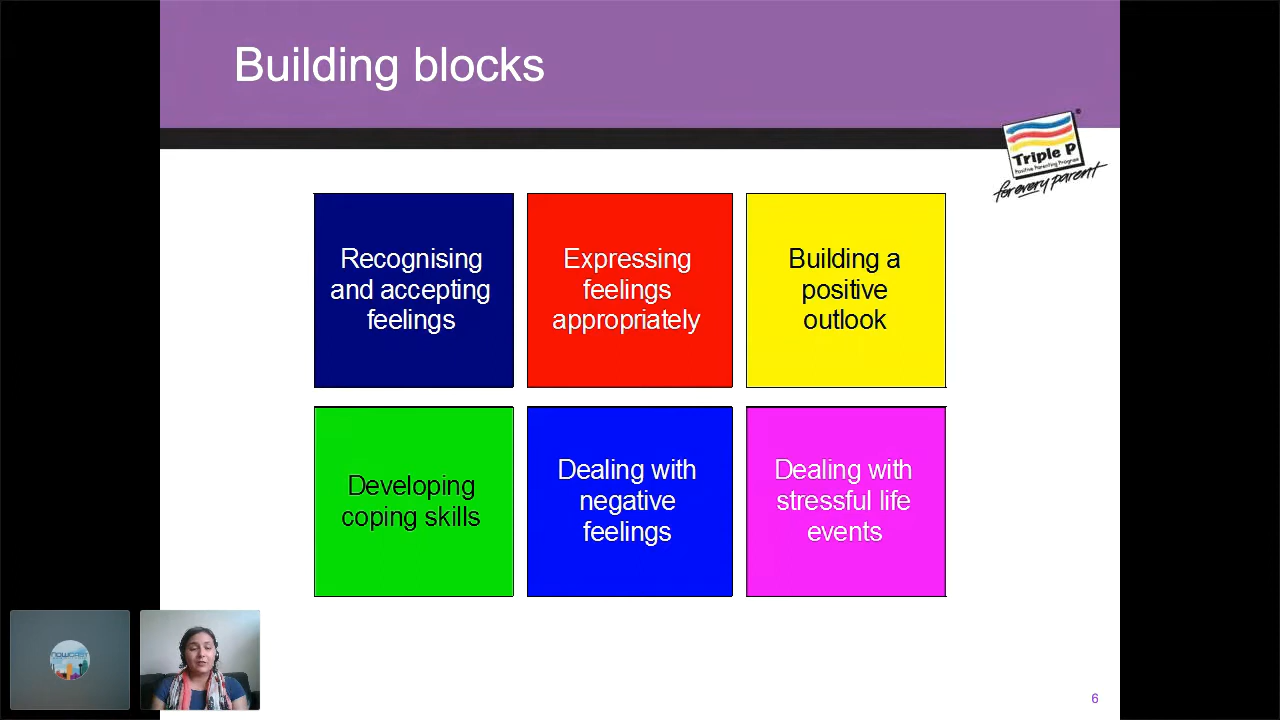 Building blocks
®
Triple P
Positive Parenting Program
for every parent
Recognising
and accepting
feelings
Expressing
feelings
appropriately
Building a
positive
outlook
Developing
coping skills
Dealing with
negative
feelings
Dealing with
stressful life
events
NOWCAST
6